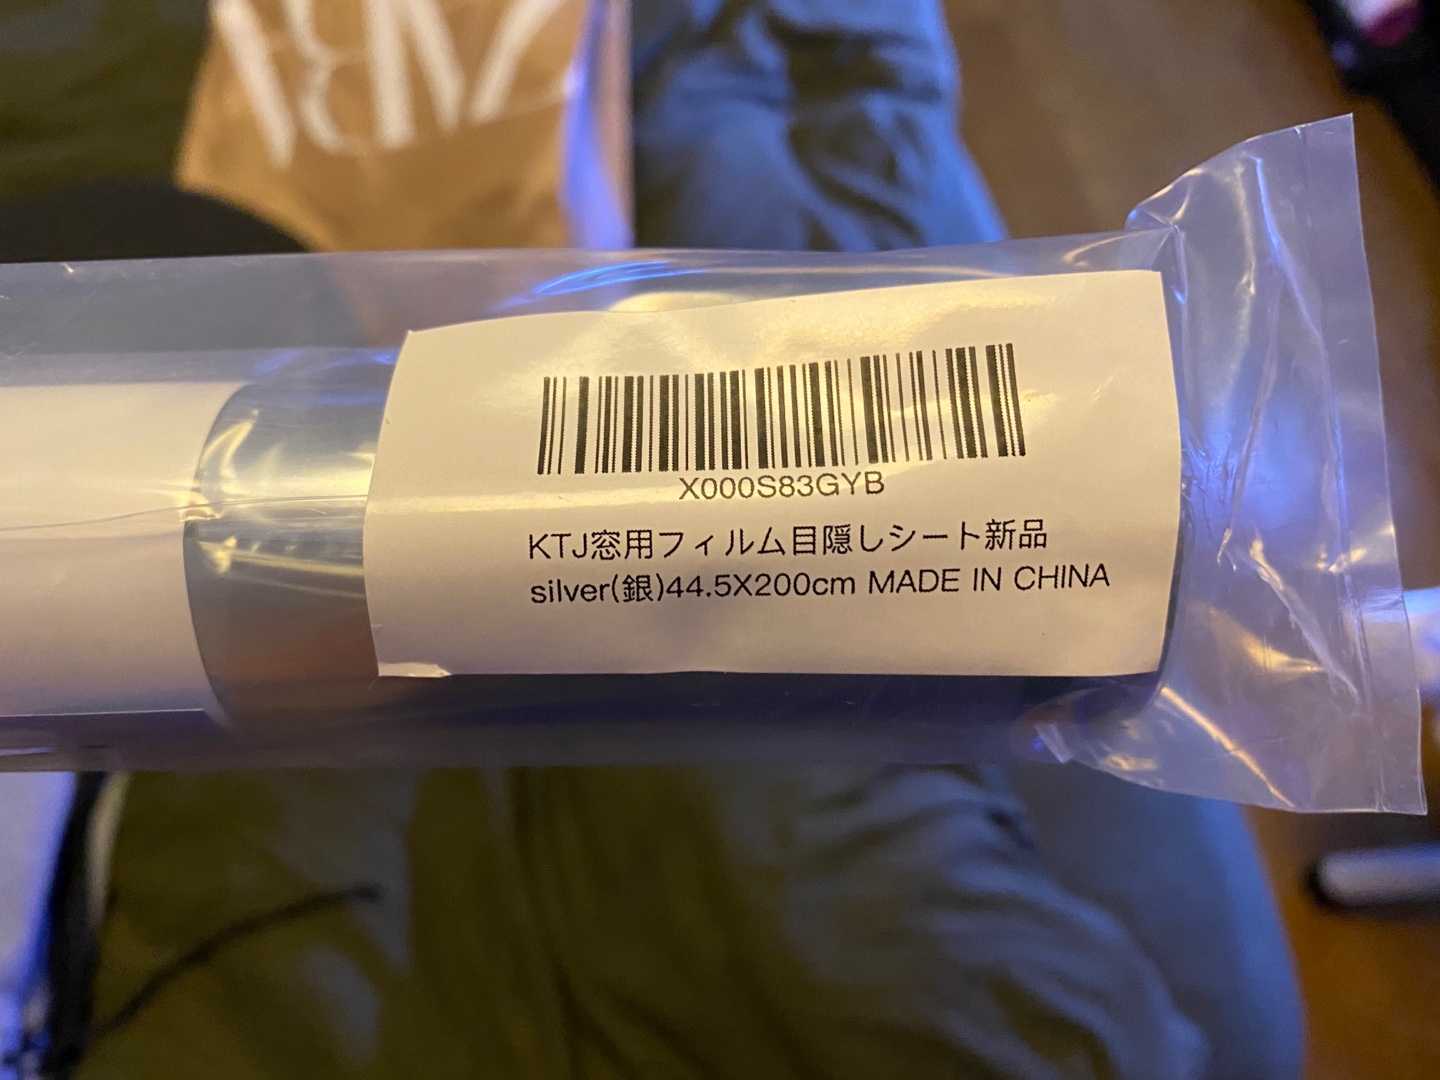 ZARA
X000S83GYB
KTJ窓用フィルム目隠しシート新品
silver(銀)44.5X200cm MADE IN CHINA